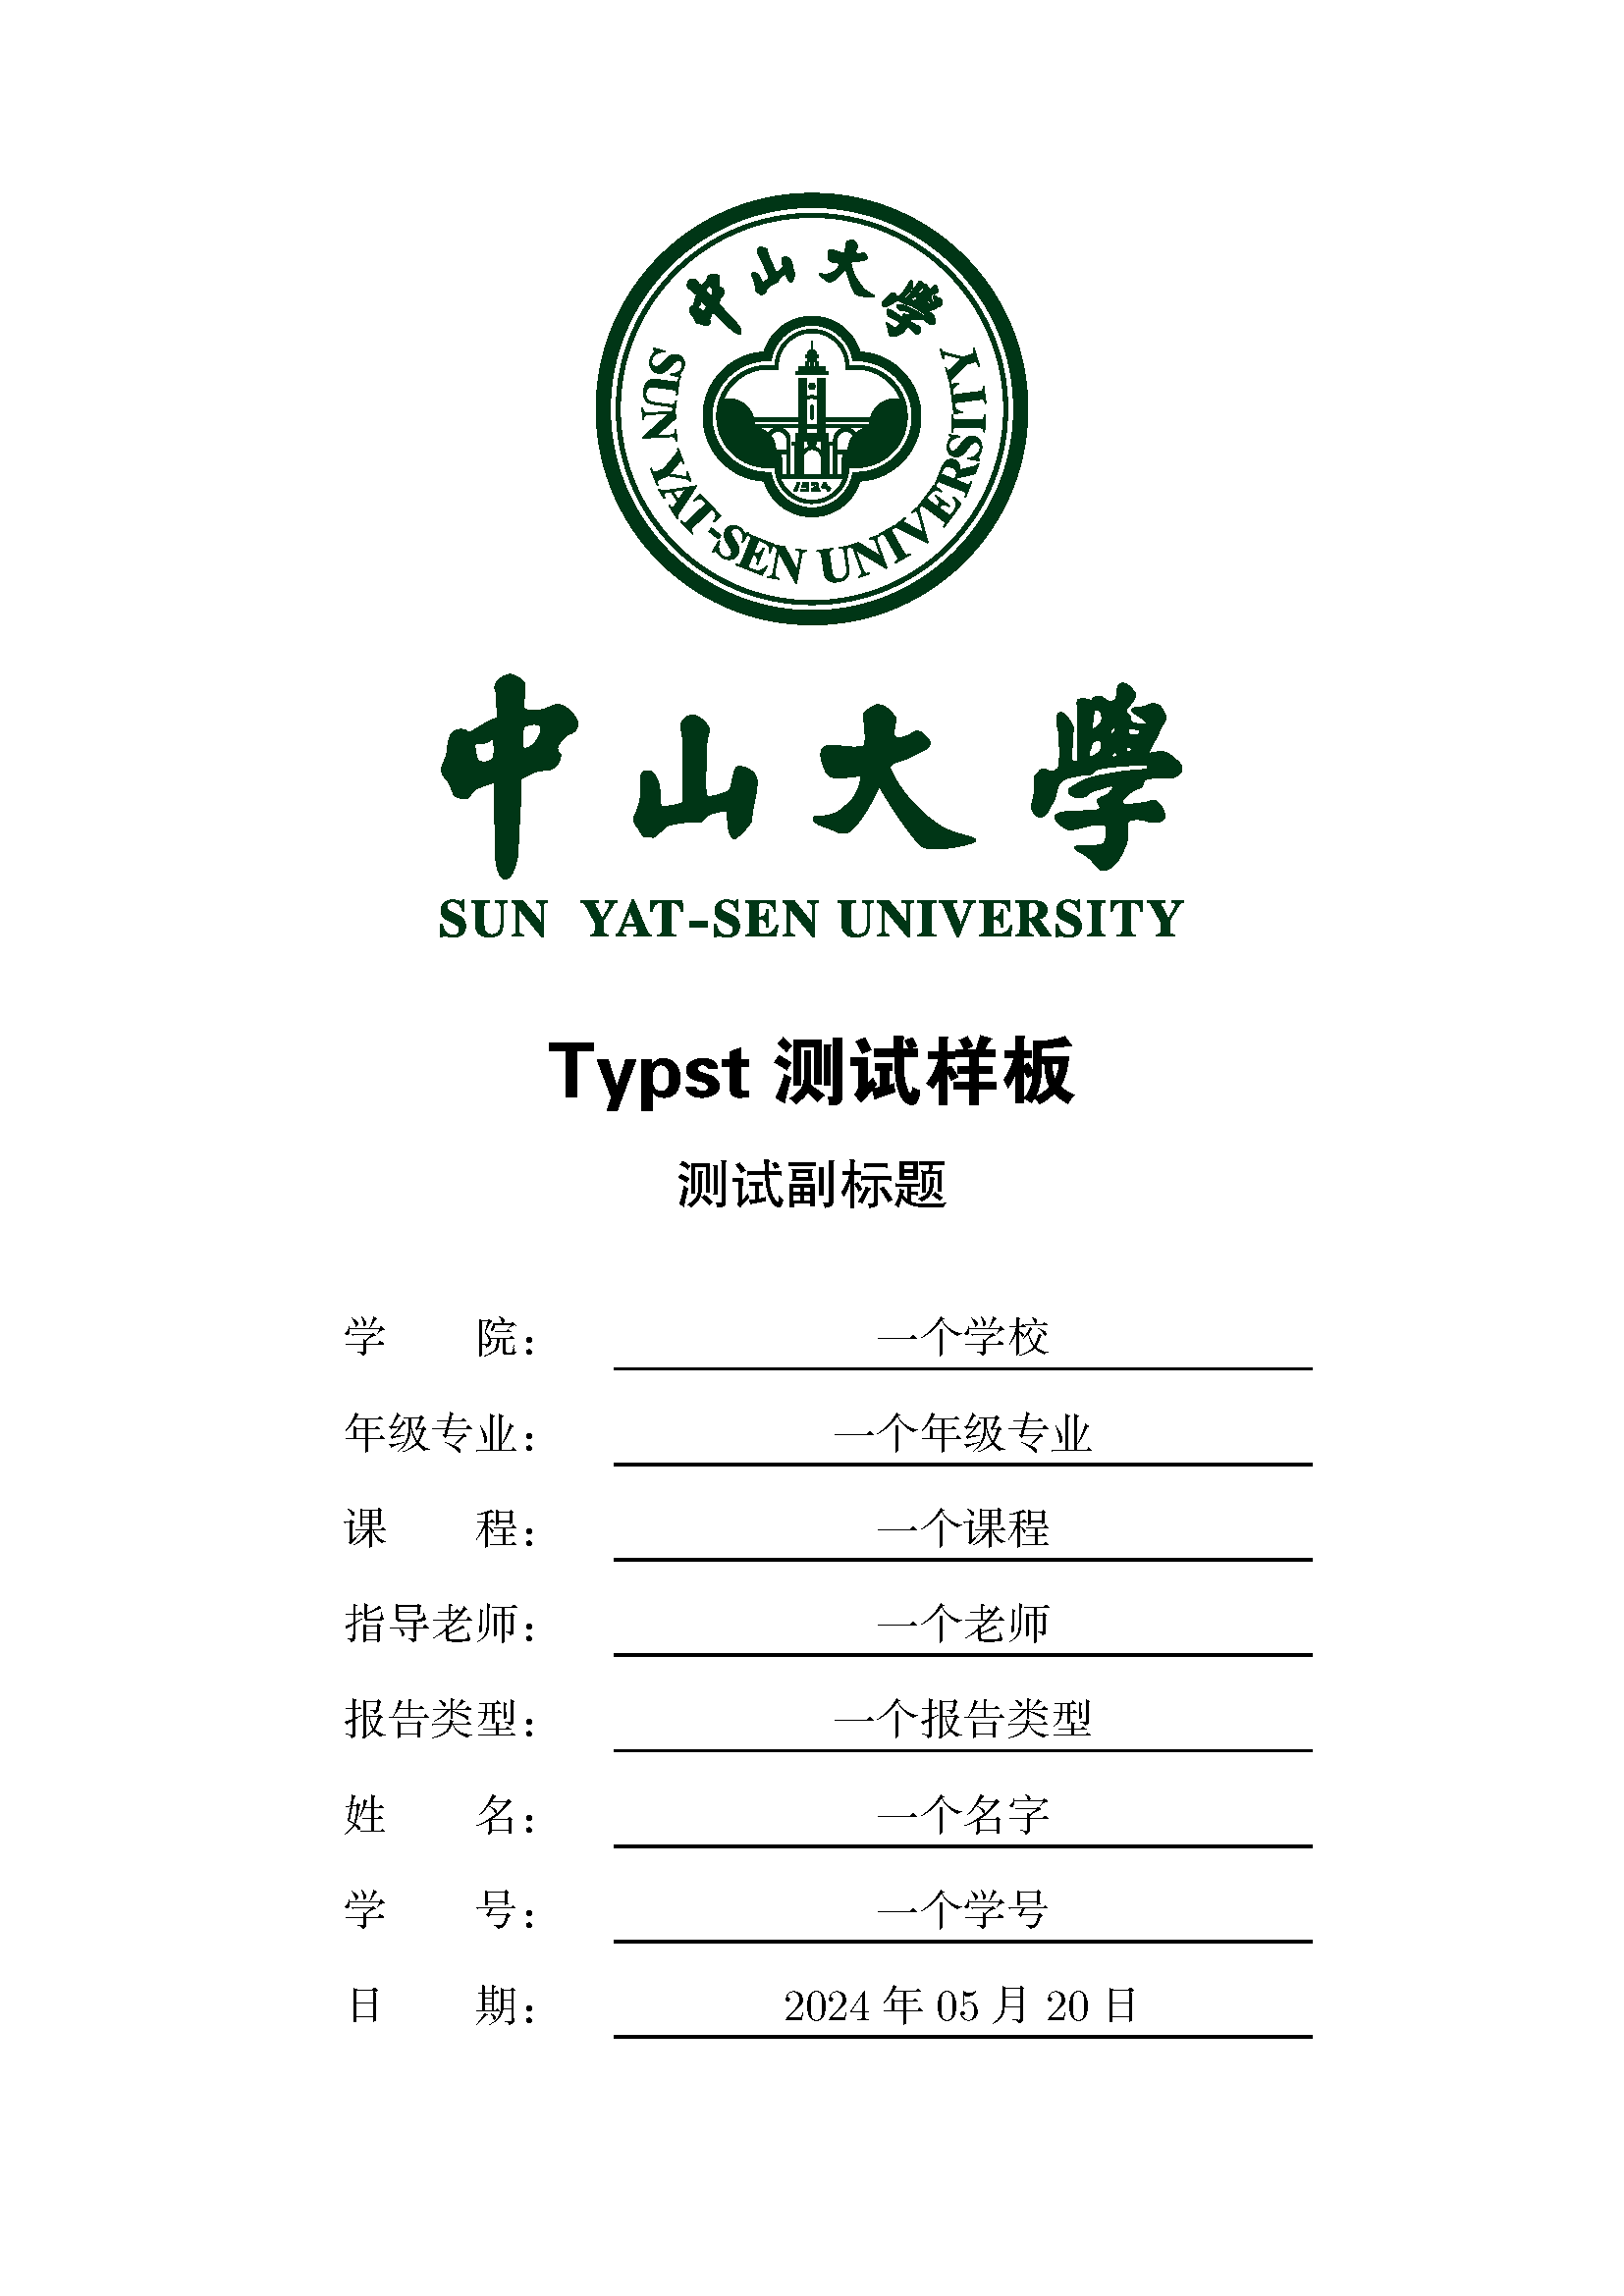 中山大學
SUN YAT-SEN UNIVERSITY
1924
中山大學
SUN YAT-SEN UNIVERSITY
Typst 测试样板
测试副标题
学 院： 一个学校
年级专业： 一个年级专业
课 程： 一个课程
指导老师： 一个老师
报告类型： 一个报告类型
姓 名： 一个名字
学 号： 一个学号
日 期： 2024 年 05 月 20 日